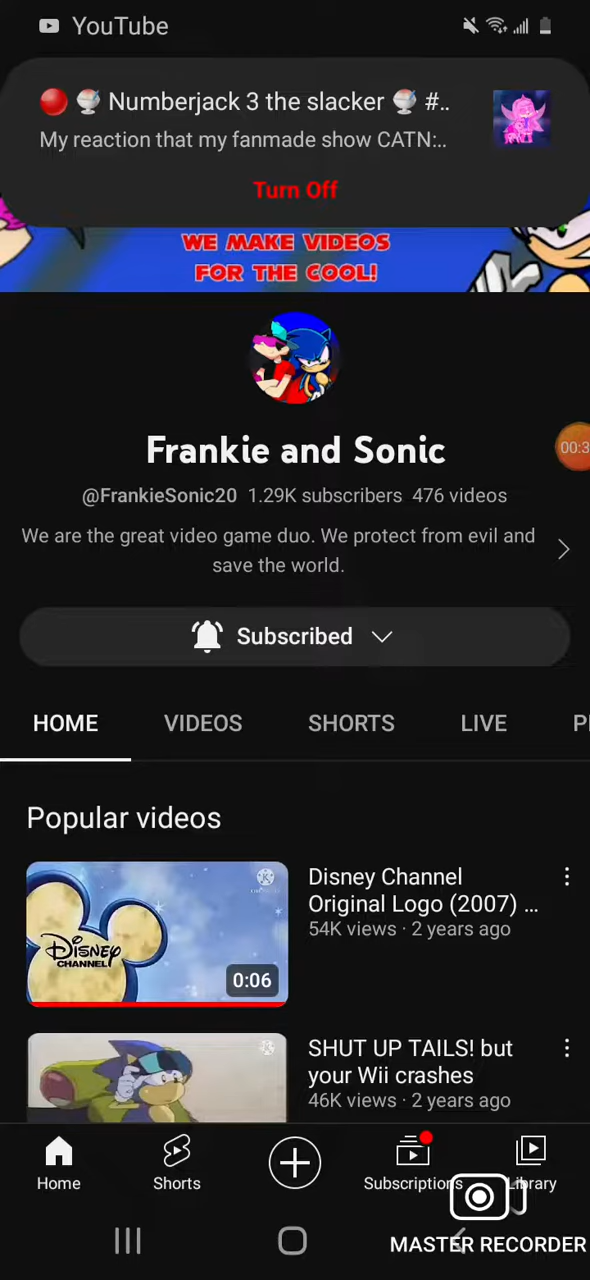 YouTube
Numberjack 3 the slacker #..
My reaction that my fanmade show CATN:..
Turn Off
WE MAKE VIDEOS
FOR THE COOL!
Frankie and Sonic
00:3
@FrankieSonic20 1.29K subscribers 476 videos
We are the great video game duo. We protect from evil and
save the world.
Subscribed
HOME VIDEOS SHORTS LIVE
Popular videos
Disney CHANNEL
0:06
Disney Channel
Original Logo (2007) ...
54K views · 2 years ago
SHUT UP TAILS! but
your Wii crashes
46K views · 2 years ago
Home Shorts Subscriptions Library
MASTER RECORDER